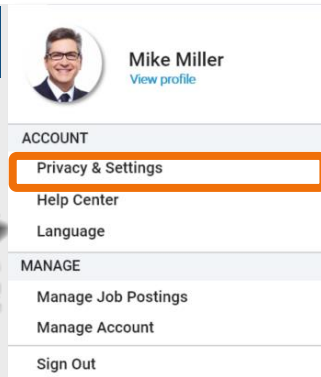 Mike Miller
View profile
ACCOUNT
Privacy & Settings
Help Center
Language
MANAGE
Manage Job Postings
Manage Account
Sign Out